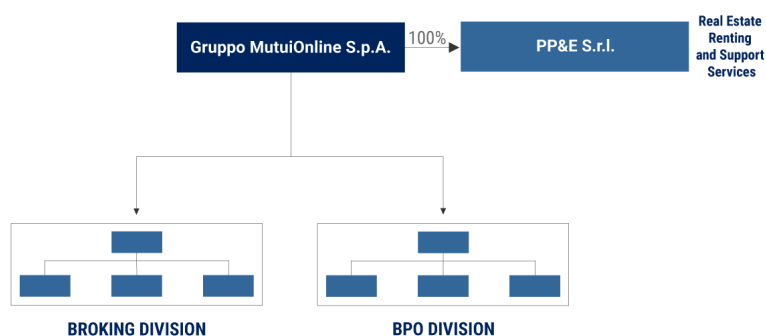 Gruppo MutuiOnline S.p.A.
100%
PP&E S.r.l.
Real Estate
Renting
and Support
Services
BROKING DIVISION
BPO DIVISION